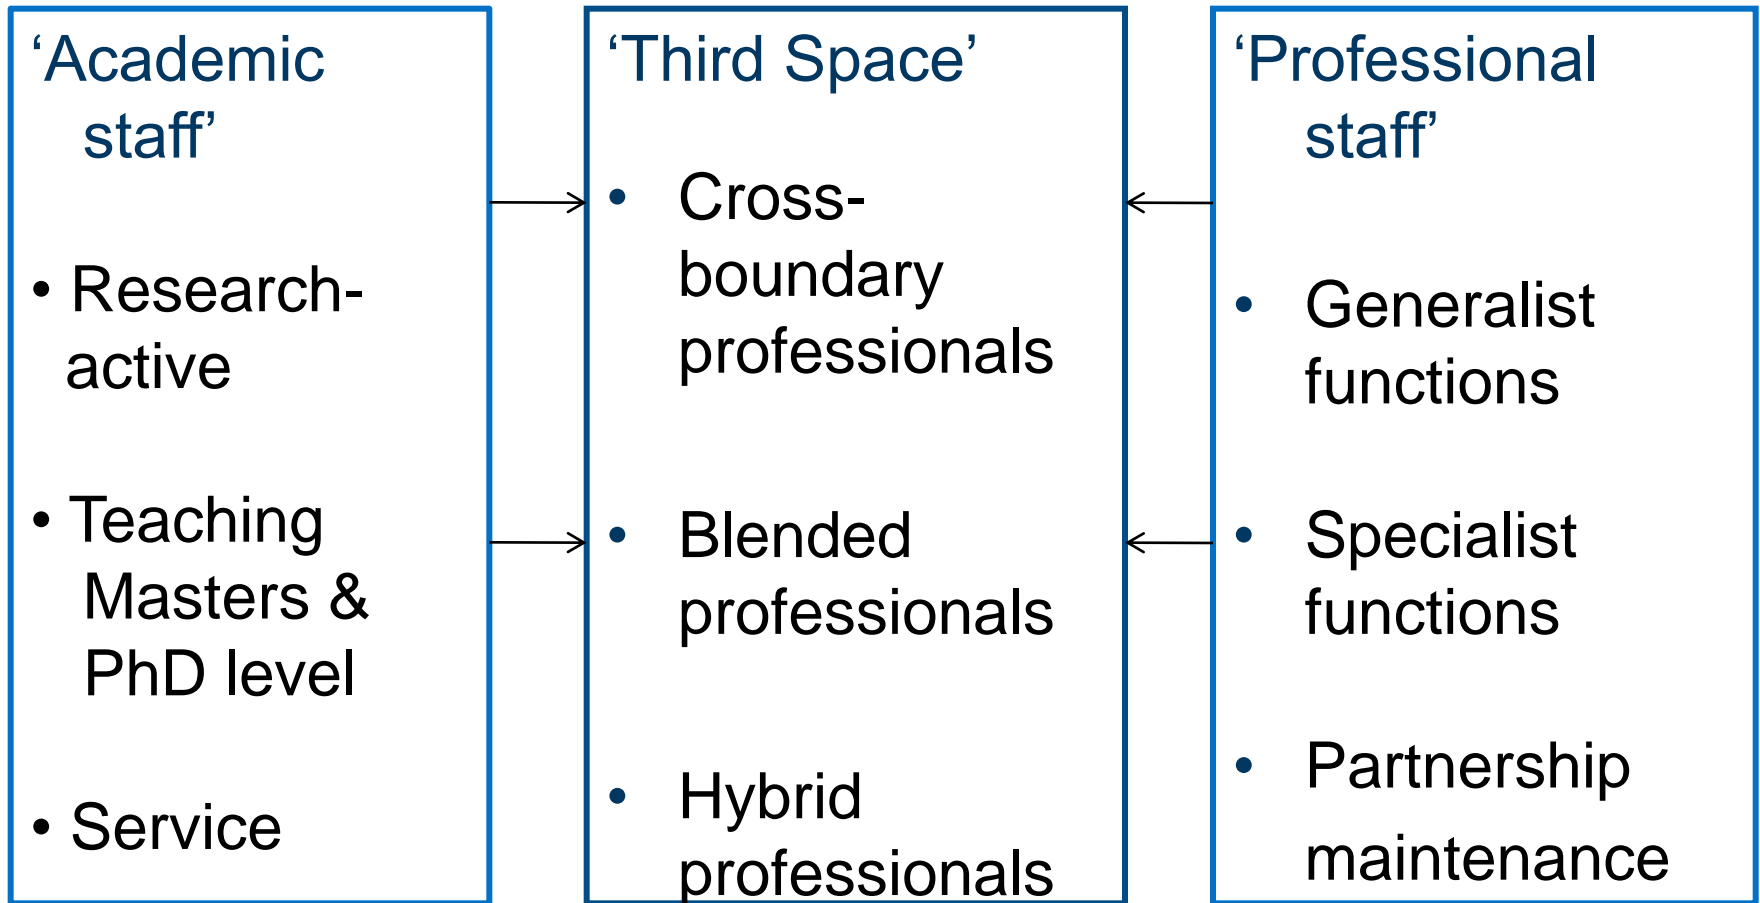 ‘Academic
staff’
• Research-
active
• Teaching
Masters &
PhD level
• Service
‘Third Space’
• Cross-
boundary
professionals
• Blended
professionals
• Hybrid
professionals
‘Professional
staff’
• Generalist
functions
• Specialist
functions
• Partnership
maintenance